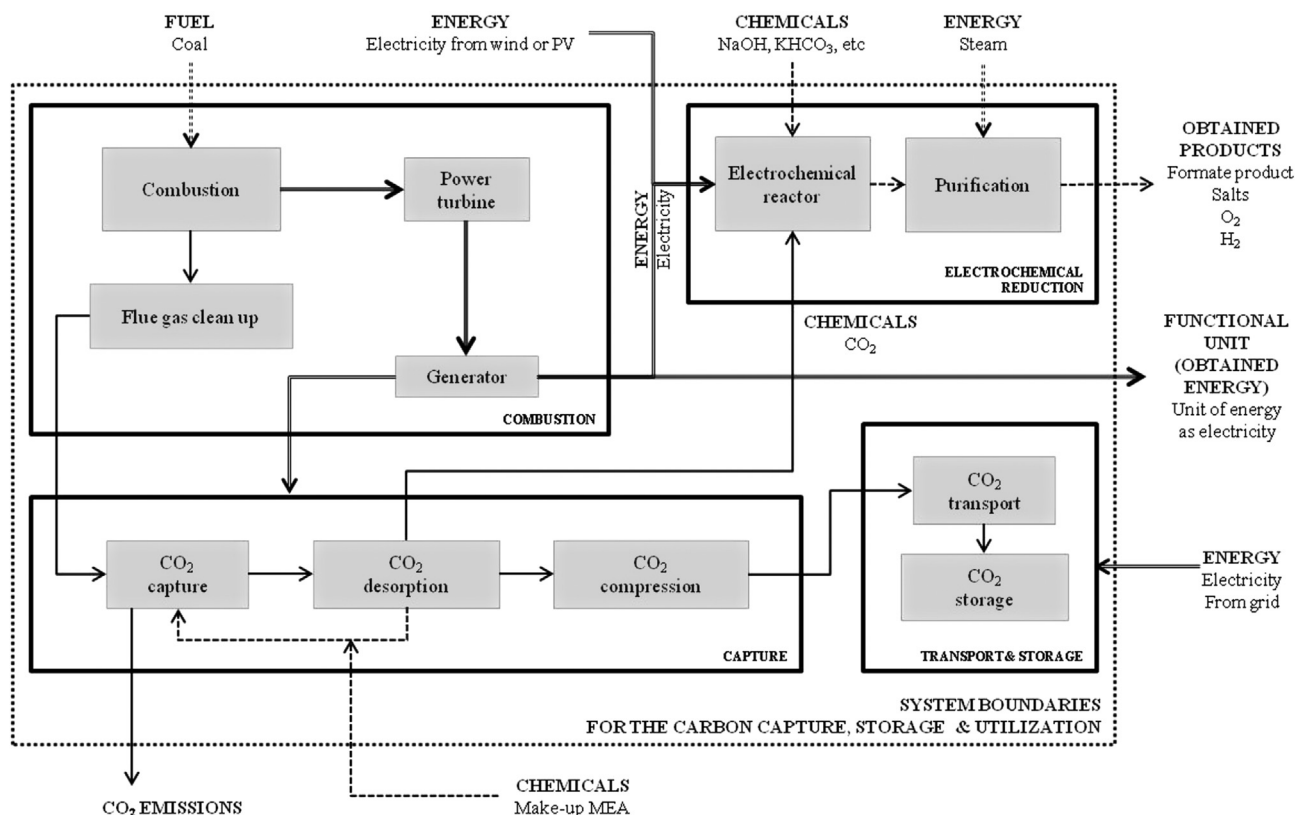 FUEL
Coal
ENERGY
Electricity from wind or PV
CHEMICALS
NaOH, KHCO3, etc
ENERGY
Steam
Combustion
Power
turbine
Flue gas clean up
Generator
COMBUSTION
ENERGY
Electricity
Electrochemical
reactor
Purification
ELECTROCHEMICAL
REDUCTION
OBTAINED
PRODUCTS
Formate product
Salts
O2
H2
CHEMICALS
CO2
FUNCTIONAL
UNIT
(OBTAINED
ENERGY)
Unit of energy
as electricity
CO2
capture
CO2
desorption
CO2
compression
CAPTURE
CO2
transport
CO2
storage
TRANSPORT & STORAGE
ENERGY
Electricity
From grid
SYSTEM BOUNDARIES
FOR THE CARBON CAPTURE, STORAGE & UTILIZATION
CO2 EMISSIONS
CHEMICALS
Make-up MEA